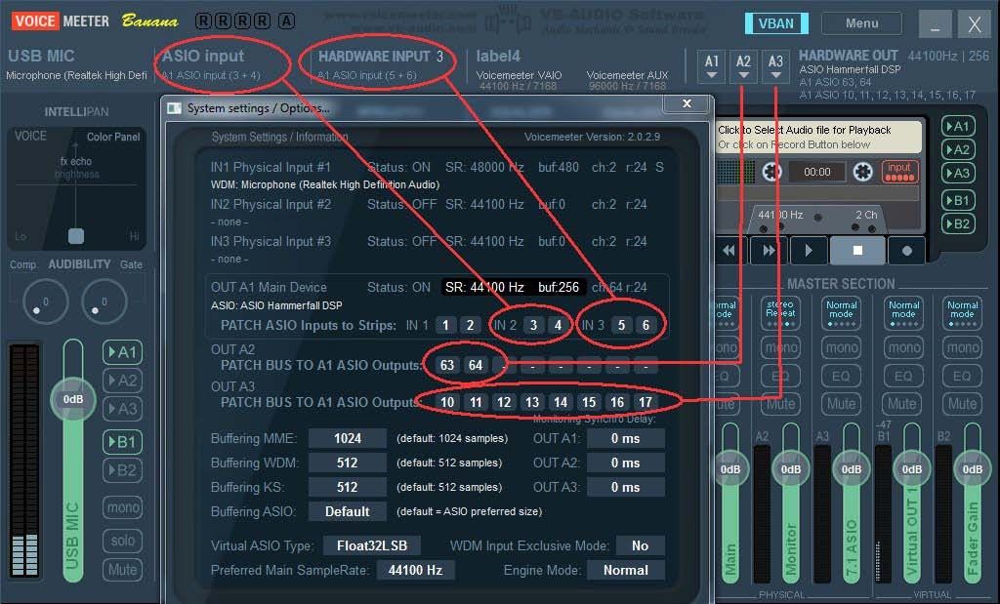 VOICE MEETER Banana
R R R R A
www.voicemeeter.com
VB-AUDIO Software
Audio Mechanic & Sound Breeder
VBAN
Menu
_ X
USB MIC
Microphone (Realtek High Defi
ASIO input
A1 ASIO input (3 + 4)
HARDWARE INPUT 3
A1 ASIO input (5 + 6)
label4
Voicemeeter VAIO
44100 Hz / 7168
Voicemeeter AUX
96000 Hz / 7168
A1 A2 A3
HARDWARE OUT 44100Hz | 256
ASIO Hammerfall DSP
A1 ASIO 63, 64
A1 ASIO 10, 11, 12, 13, 14, 15, 16, 17
INTELLIPAN
VOICE Color Panel
fx echo
brightness
Lo Hi
Comp. AUDIBILITY Gate
0 0
0dB
A1
A2
A3
B1
B2
mono
solo
Mute
USB MIC
System settings / Options...
x
System Settings / Information Voicemeeter Version: 2.0.2.9
IN1 Physical Input #1 Status: ON SR: 48000 Hz buf:480 ch:2 r:24 S
WDM: Microphone (Realtek High Definition Audio)
IN2 Physical Input #2 Status: OFF SR: 44100 Hz buf:0 ch:2 r:24
- none -
IN3 Physical Input #3 Status: OFF SR: 44100 Hz buf:0 ch:2 r:24
- none -
OUT A1 Main Device Status: ON SR: 44100 Hz buf:256 ch:64 r:24
ASIO: ASIO Hammerfall DSP
PATCH ASIO Inputs to Strips: IN 1 1 2 IN 2 3 4 IN 3 5 6
OUT A2
PATCH BUS TO A1 ASIO Outputs: 63 64 - - - - - -
OUT A3
PATCH BUS TO A1 ASIO Outputs: 10 11 12 13 14 15 16 17
Monitoring Synchro Delay:
Buffering MME: 1024 (default: 1024 samples) OUT A1: 0 ms
Buffering WDM: 512 (default: 512 samples) OUT A2: 0 ms
Buffering KS: 512 (default: 512 samples) OUT A3: 0 ms
Buffering ASIO: Default (default = ASIO preferred size)
Virtual ASIO Type: Float32LSB WDM Input Exclusive Mode: No
Preferred Main SampleRate: 44100 Hz Engine Mode: Normal
Click to Select Audio file for Playback
Or click on Record Button below
00:00
input
44100 Hz 2 Ch
A1
A2
A3
B1
B2
MASTER SECTION
mode
stereo Repeat
Normal mode
Normal mode
Normal mode
mono mono mono mono mono
EQ EQ EQ EQ EQ
Mute Mute Mute Mute
A2 A3 -47 B1 B2
0dB 0dB 0dB 0dB 0dB
Main
Monitor
7.1 ASIO
Virtual OUT 1
Fader Gain
PHYSICAL VIRTUAL